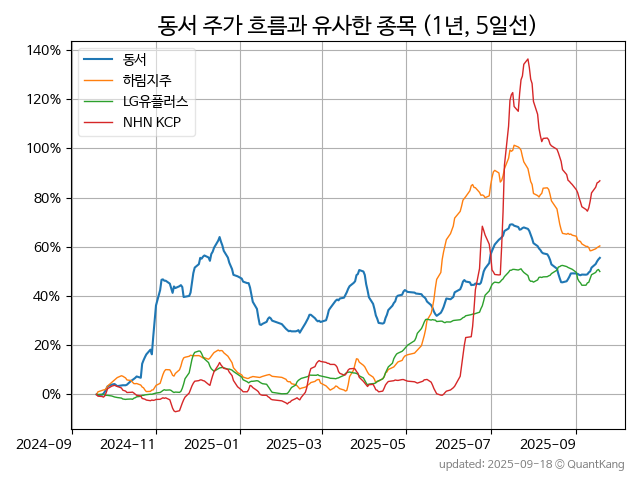 동서 주가 흐름과 유사한 종목 (1년, 5일선)
140%
120%
100%
80%
60%
40%
20%
0%
동서
하림지주
LG유플러스
NHN KCP
2024-09
2024-11
2025-01
2025-03
2025-05
2025-07
2025-09
updated: 2025-09-18 ⓒ QuantKang